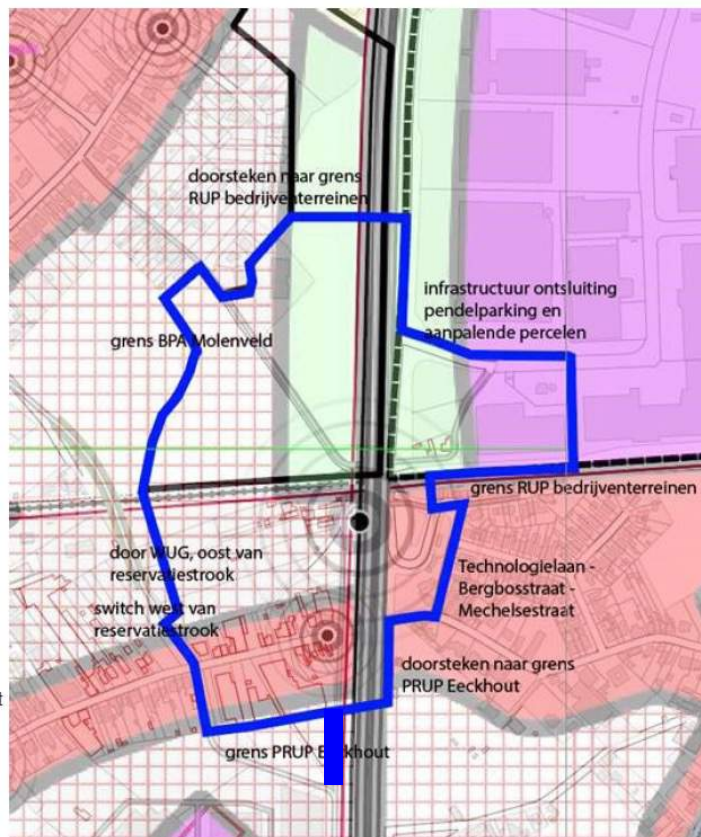 doorsteken naar grens
RUP bedrijventerreinen
infrastructuur ontsluiting
pendelparking en
aanpalende percelen
grens BPA Molenveld
grens RUP bedrijventerreinen
door WUG, oost van
reservatiestrook
Technologielaan -
Bergbosstraat -
Mechelsestraat
switch west van
reservatiestrook
doorsteken naar grens
PRUP Eeckhout
t
grens PRUP Eeckhout